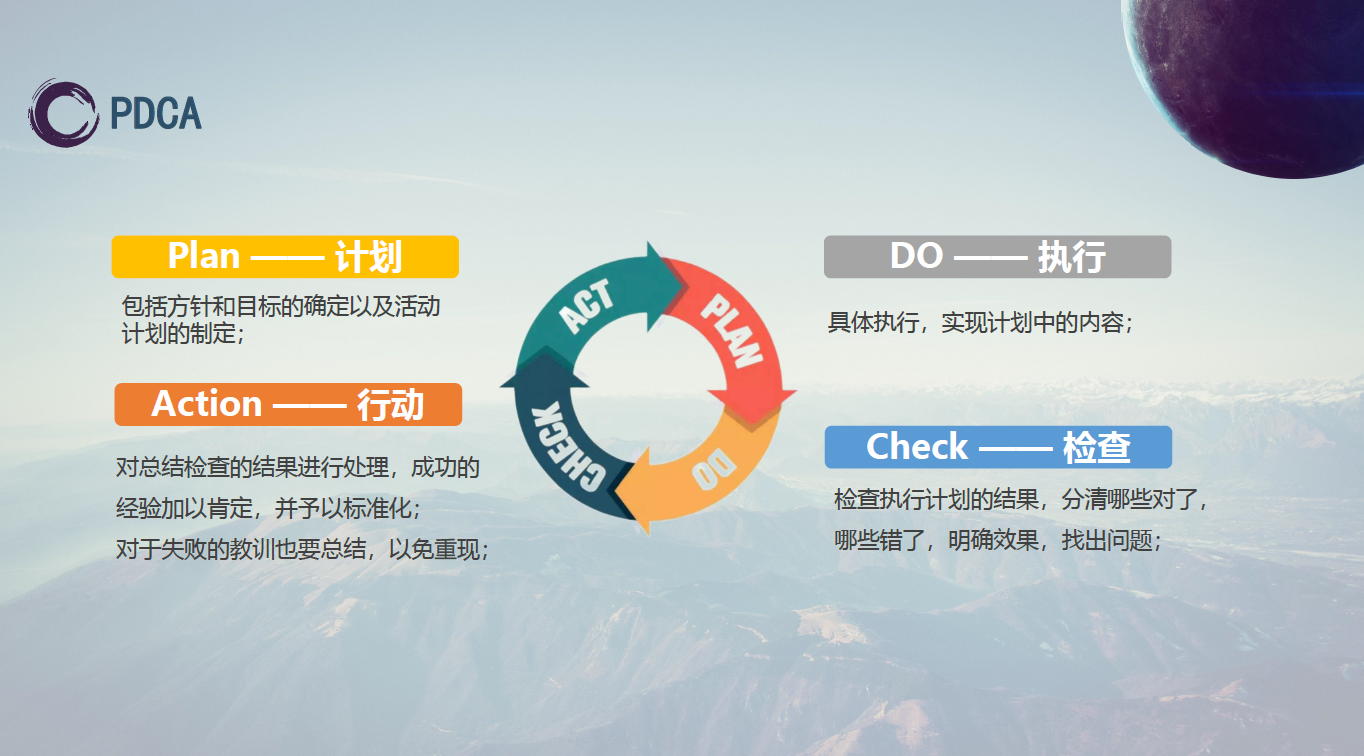 PDCA
Plan —— 计划
包括方针和目标的确定以及活动
计划的制定；
DO —— 执行
具体执行，实现计划中的内容；
Action —— 行动
对总结检查的结果进行处理，成功的
经验加以肯定，并予以标准化；
对于失败的教训也要总结，以免重现；
Check —— 检查
检查执行计划的结果，分清哪些对了，
哪些错了，明确效果，找出问题；
ACT
PLAN
DO
CHECK